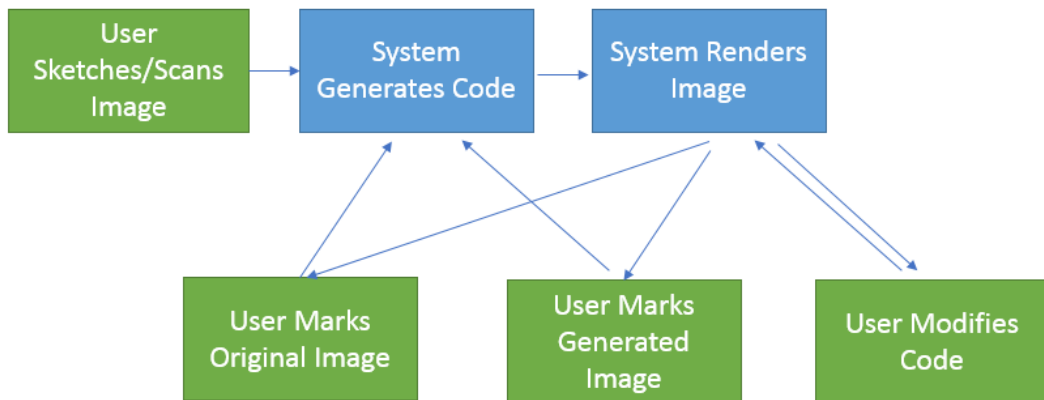 User
Sketches/Scans
Image
System
Generates Code
System Renders
Image
User Marks
Original Image
User Marks
Generated
Image
User Modifies
Code